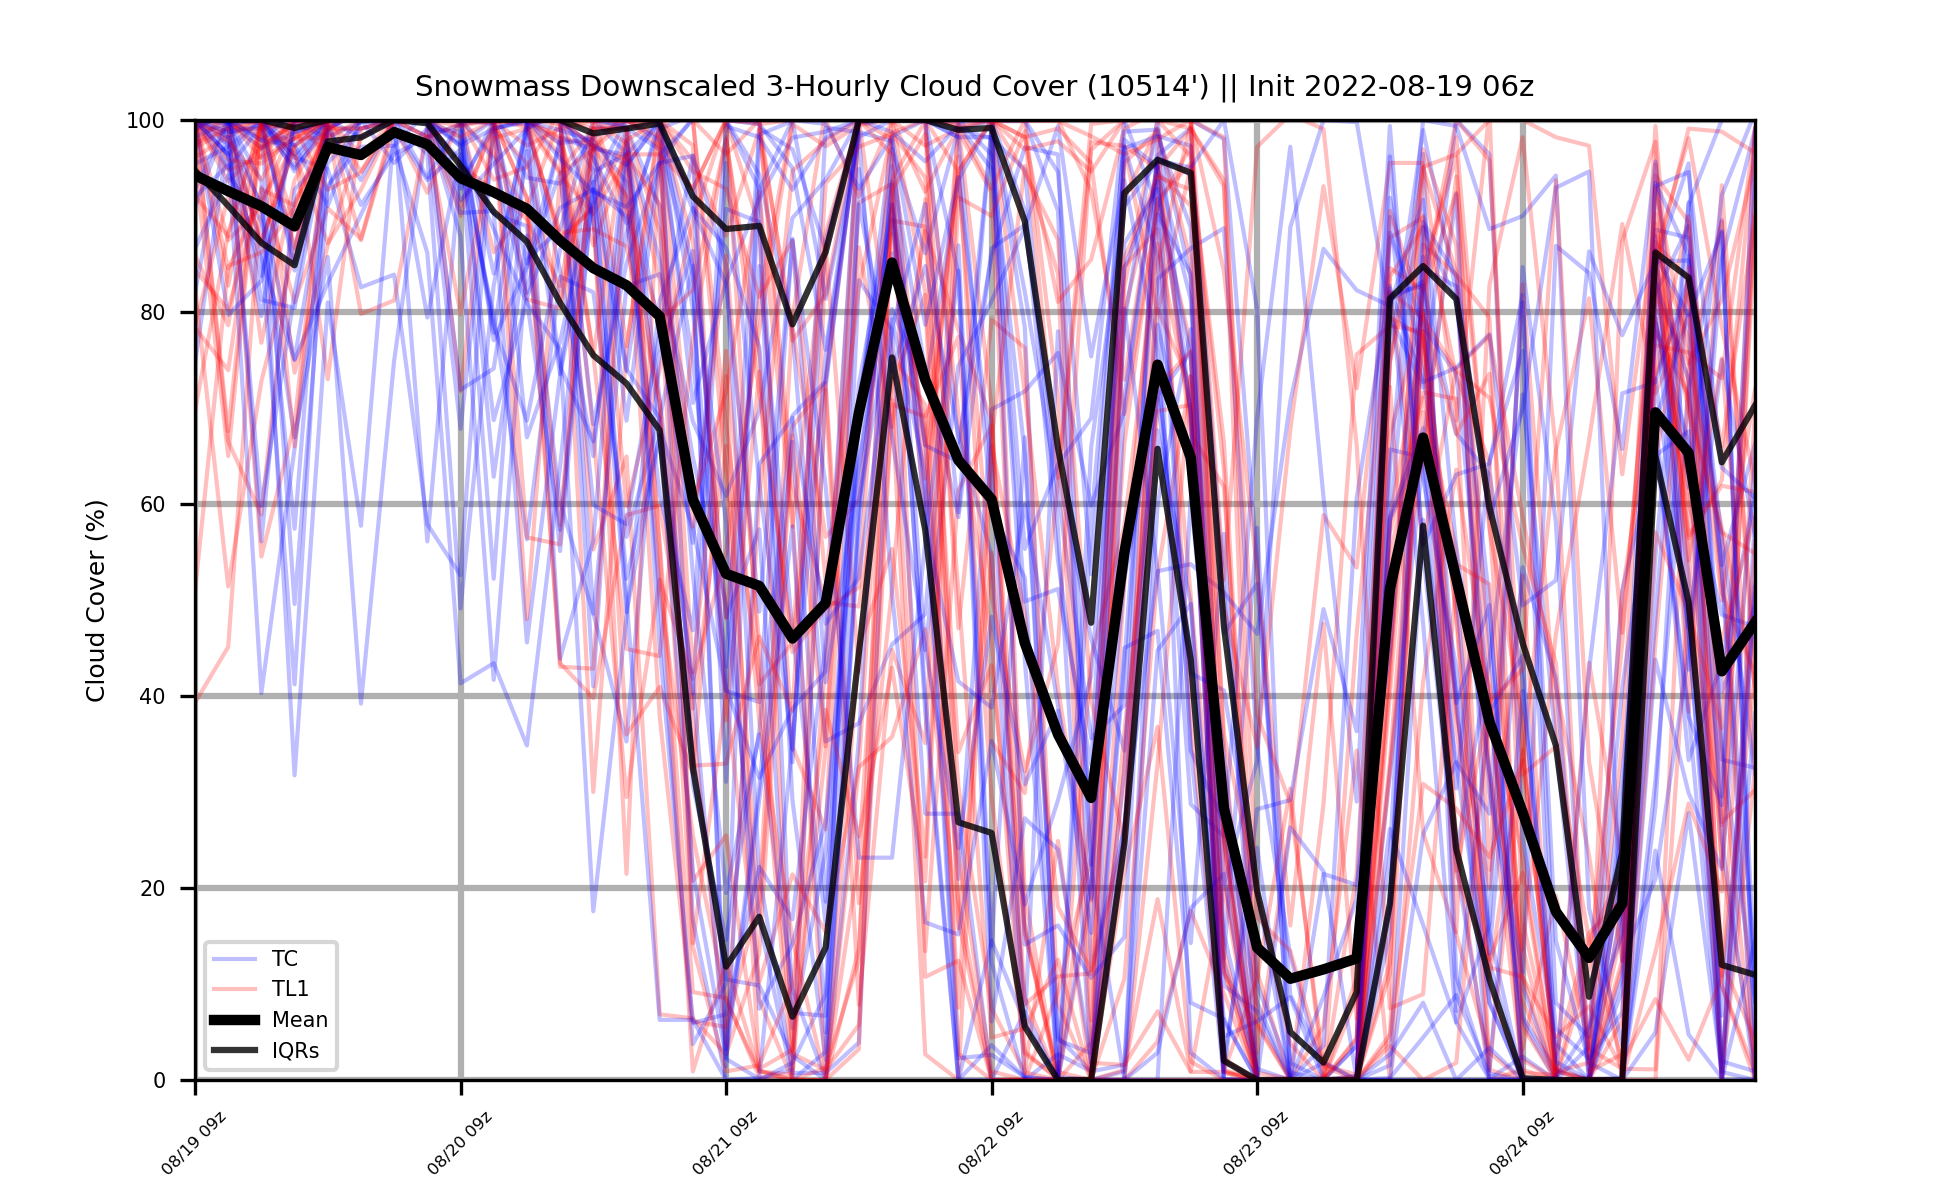 Snowmass Downscaled 3-Hourly Cloud Cover (10514') || Init 2022-08-19 06z
Cloud Cover (%)
100
80
60
40
20
0
TC
TL1
Mean
IQRs
08/19 09z
08/20 09z
08/21 09z
08/22 09z
08/23 09z
08/24 09z